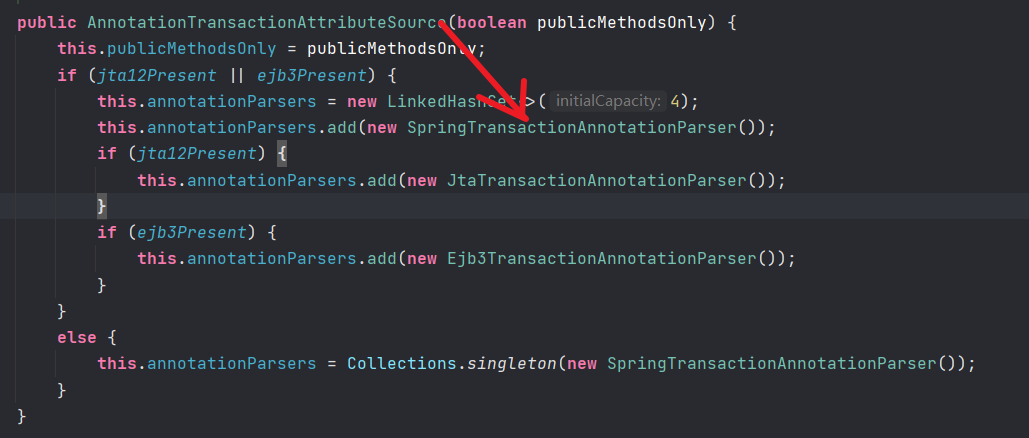 public AnnotationTransactionAttributeSource(boolean publicMethodsOnly) {
this.publicMethodsOnly = publicMethodsOnly;
if (jta12Present || ejb3Present) {
this.annotationParsers = new LinkedHashSet<>( initialCapacity: 4);
this.annotationParsers.add(new SpringTransactionAnnotationParser());
if (jta12Present) {
this.annotationParsers.add(new JtaTransactionAnnotationParser());
}
if (ejb3Present) {
this.annotationParsers.add(new Ejb3TransactionAnnotationParser());
}
}
else {
this.annotationParsers = Collections.singleton(new SpringTransactionAnnotationParser());
}
}